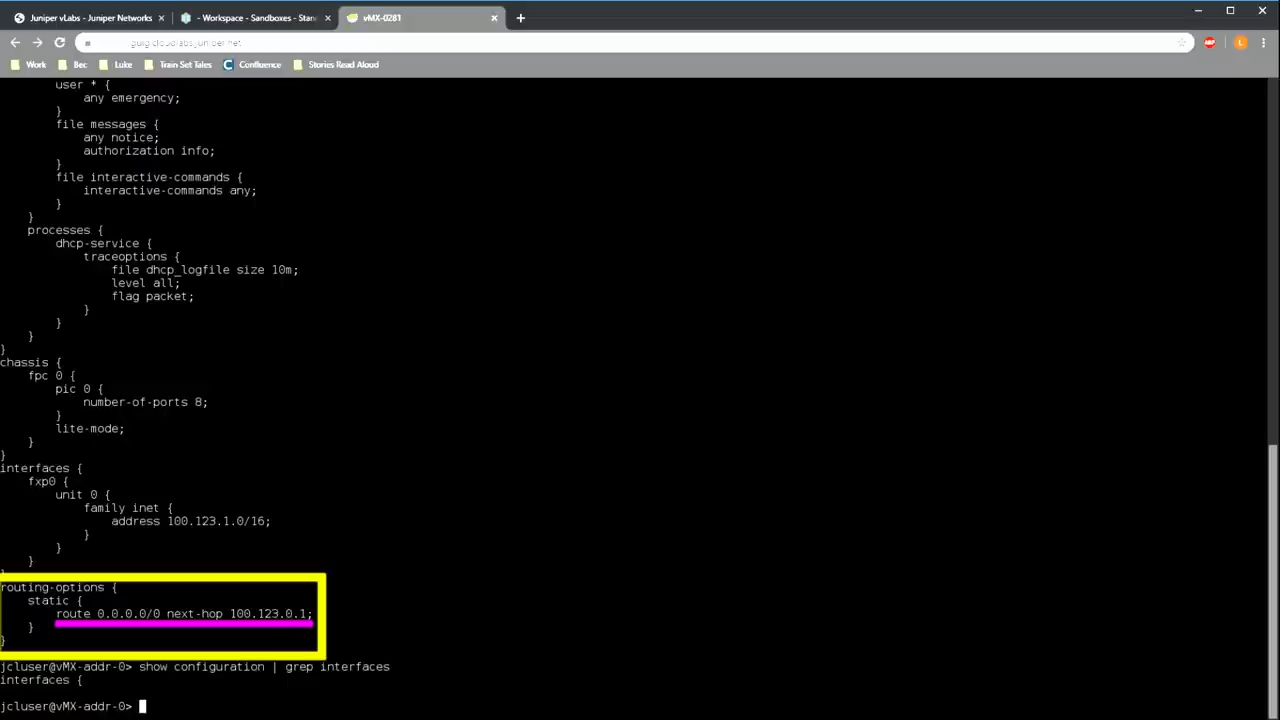 Juniper vLabs - Juniper Networks
- Workspace - Sandboxes - Stan
vMX-0281
guig.cloudlabs.juniper.net
Work
Bec
Luke
Train Set Tales
Confluence
Stories Read Aloud
user * {
any emergency;
}
file messages {
any notice;
authorization info;
}
file interactive-commands {
interactive-commands any;
}
}
processes {
dhcp-service {
traceoptions {
file dhcp_logfile size 10m;
level all;
flag packet;
}
}
}
}
chassis {
fpc 0 {
pic 0 {
number-of-ports 8;
}
lite-mode;
}
}
interfaces {
fxp0 {
unit 0 {
family inet {
address 100.123.1.0/16;
}
}
}
}
routing-options {
static {
route 0.0.0.0/0 next-hop 100.123.0.1;
}
}
jcluser@vMX-addr-0> show configuration | grep interfaces
interfaces {
jcluser@vMX-addr-0>